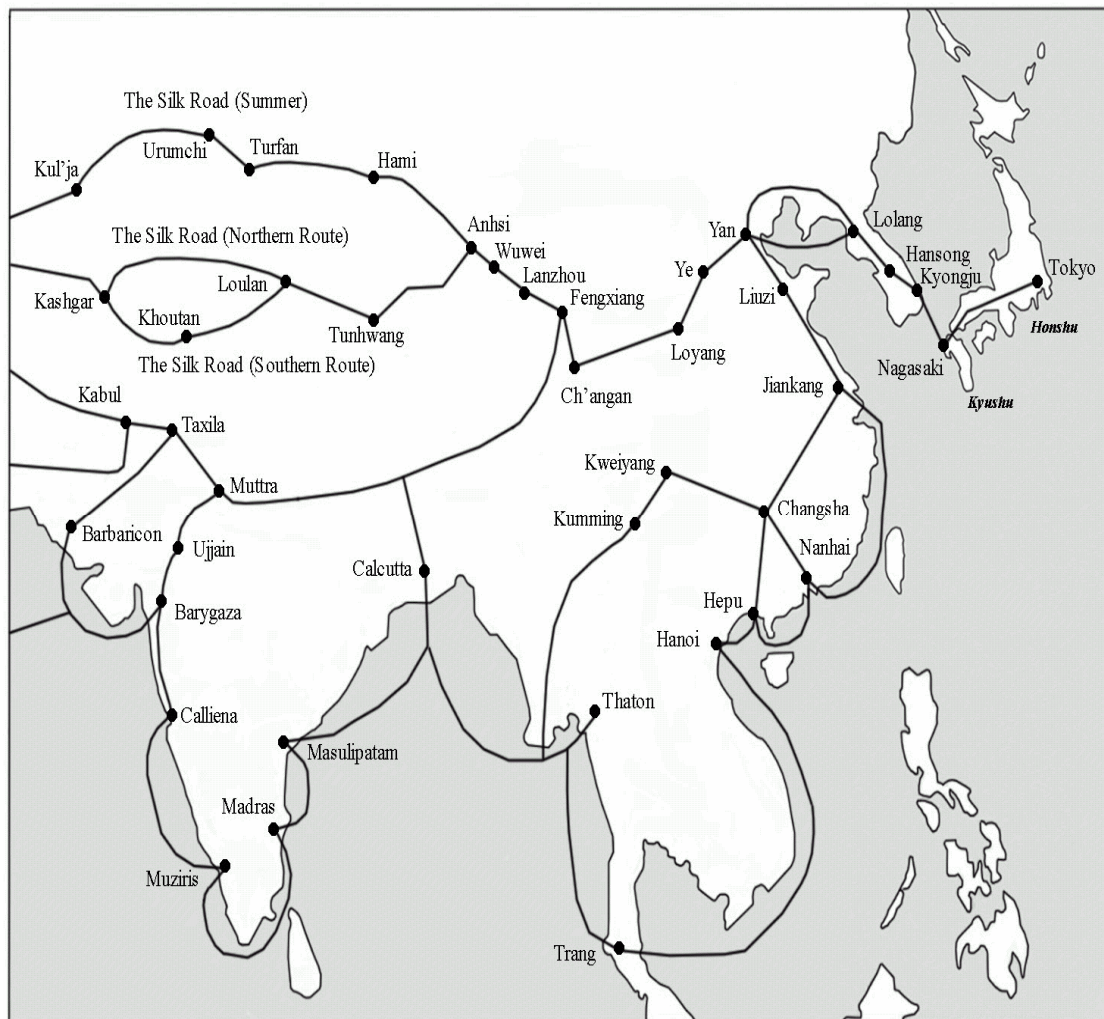 The Silk Road (Summer)
Urumchi
Turfan
Kul'ja
Hami
Anhsi
The Silk Road (Northern Route)
Wuwei
Yan
Lolang
Hansong
Kyongju
Tokyo
Kashgar
Loulan
Lanzhou
Ye
Fengxiang
Liuzi
Khoutan
Tunhwang
Honshu
Loyang
The Silk Road (Southern Route)
Nagasaki
Ch'angan
Jiankang
Kabul
Kyushu
Taxila
Kweiyang
Muttra
Changsha
Barbaricon
Kumming
Ujjain
Nanhai
Calcutta
Barygaza
Hepu
Hanoi
Thaton
Calliena
Masulipatam
Madras
Muziris
Trang